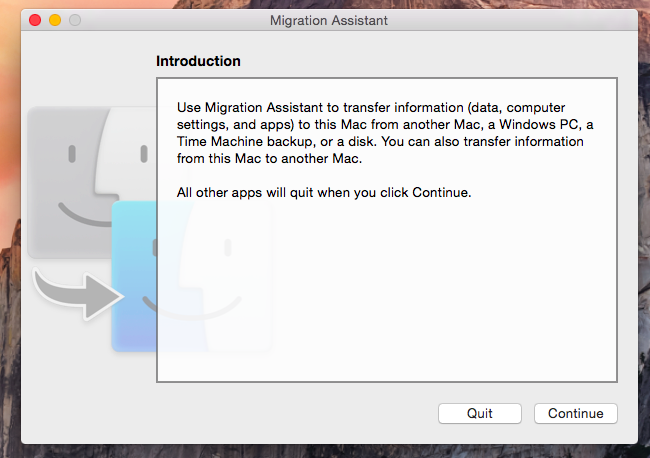 Migration Assistant
Introduction
Use Migration Assistant to transfer information (data, computer
settings, and apps) to this Mac from another Mac, a Windows PC, a
Time Machine backup, or a disk. You can also transfer information
from this Mac to another Mac.
All other apps will quit when you click Continue.
Quit
Continue